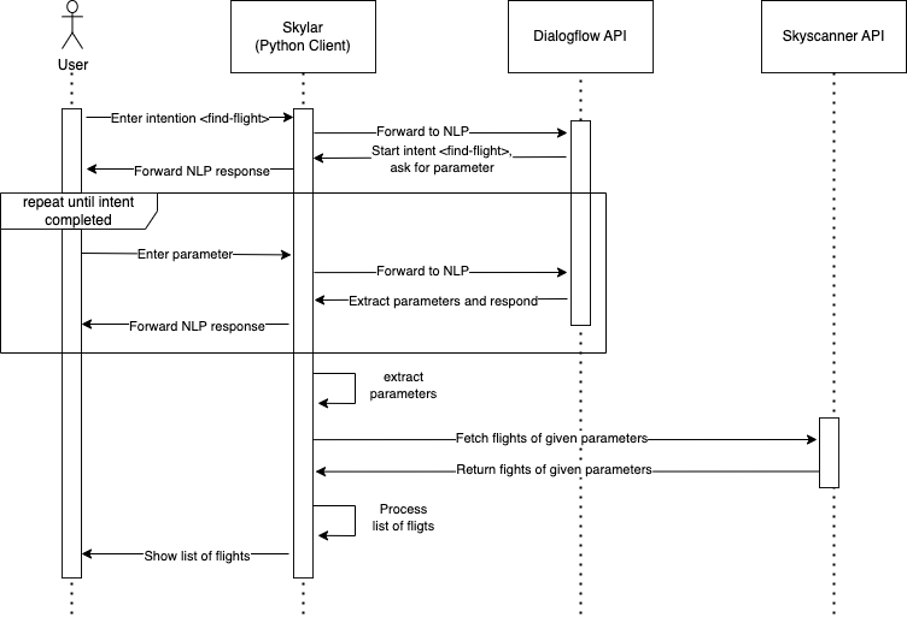 User
Skylar
(Python Client)
Dialogflow API
Skyscanner API
Enter intention <find-flight>
Forward to NLP
Start intent <find-flight>,
ask for parameter
Forward NLP response
repeat until intent
completed
Enter parameter
Forward to NLP
Extract parameters and respond
Forward NLP response
extract
parameters
Fetch flights of given parameters
Return fights of given parameters
Process
list of fligts
Show list of flights